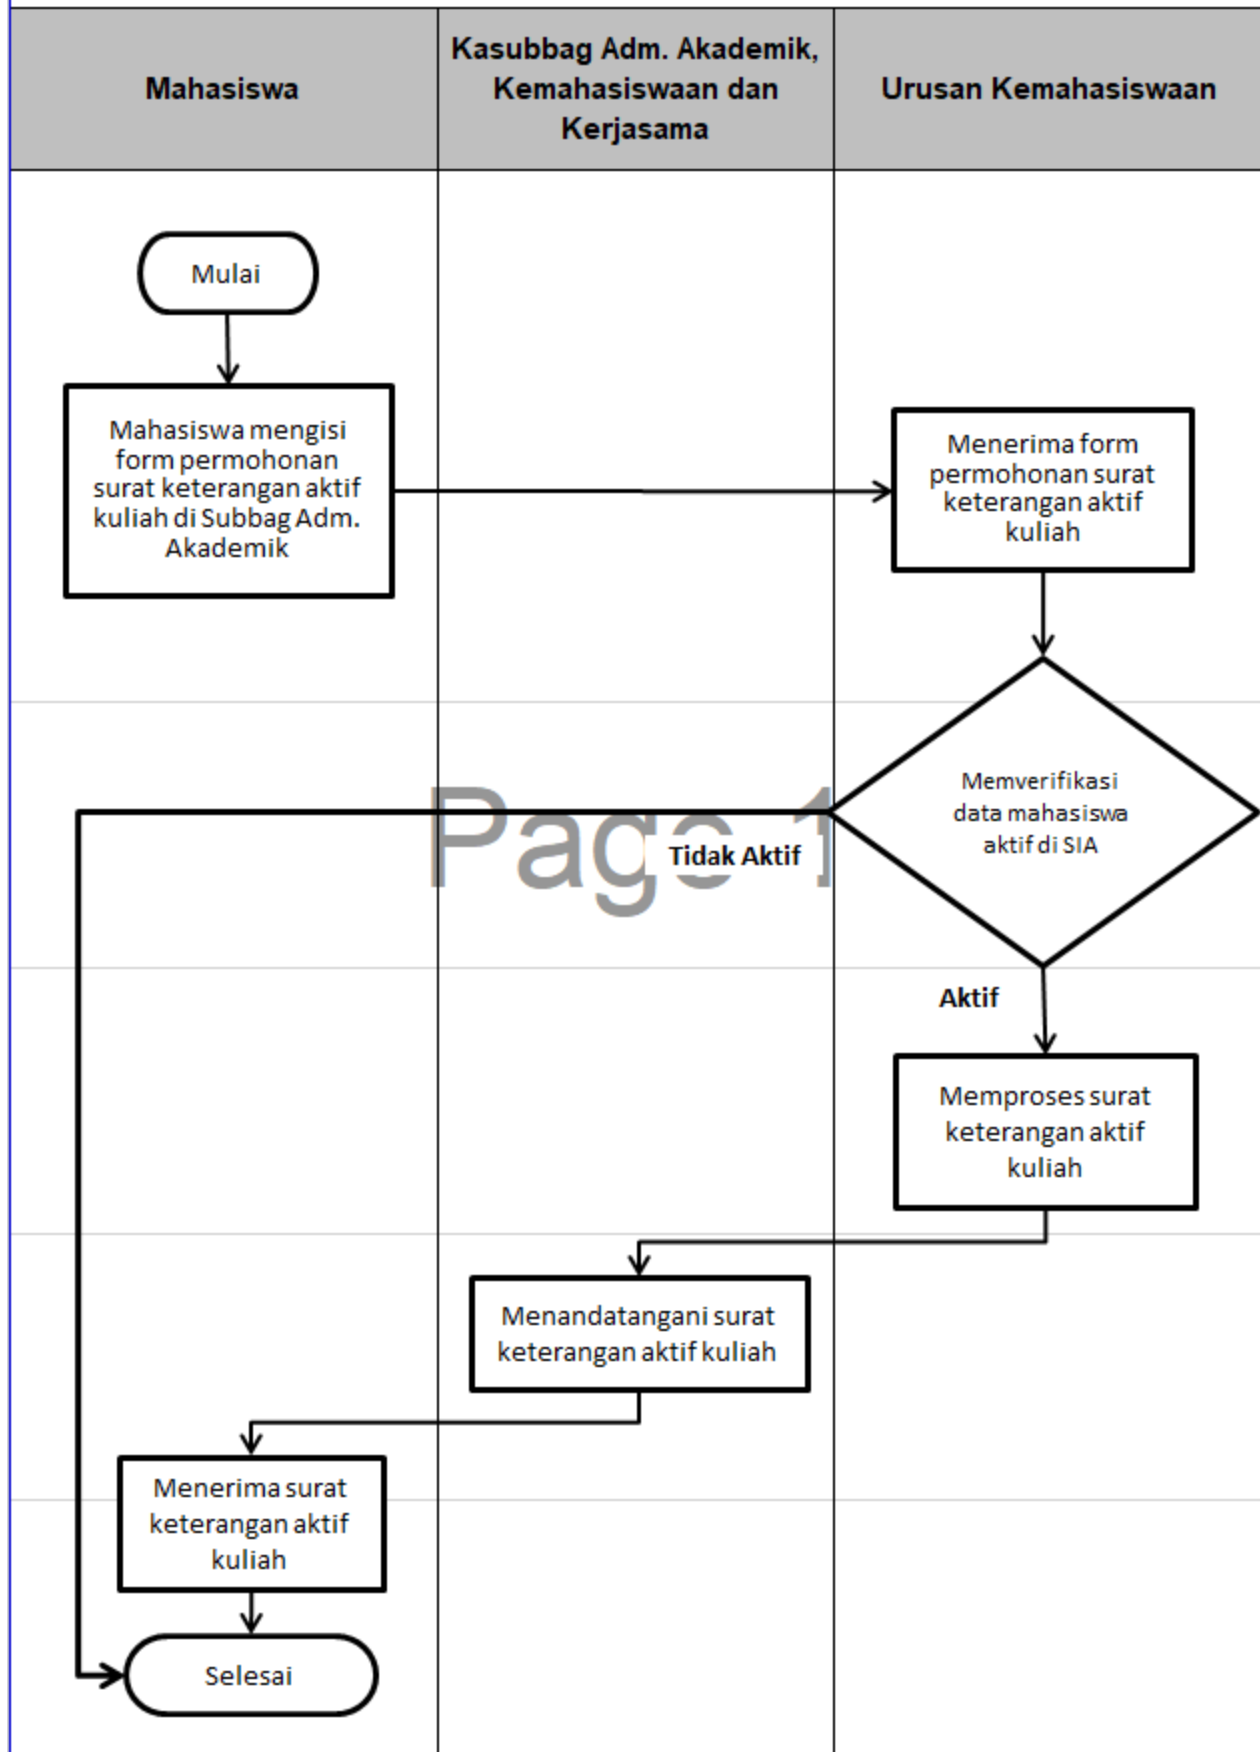 Mahasiswa
Kasubbag Adm. Akademik,
Kemahasiswaan dan
Kerjasama
Urusan Kemahasiswaan
Mulai
Mahasiswa mengisi
form permohonan
surat keterangan aktif
kuliah di Subbag Adm.
Akademik
Menerima form
permohonan surat
keterangan aktif
kuliah
Memverifikasi
data mahasiswa
aktif di SIA
Page 1
Tidak Aktif
Aktif
Memproses surat
keterangan aktif
kuliah
Menandatangani surat
keterangan aktif kuliah
Menerima surat
keterangan aktif
kuliah
Selesai